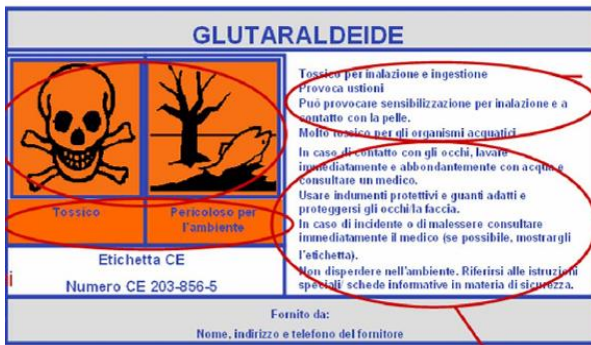 GLUTARALDEIDE
Tossico
Pericoloso per
l'ambiente
Etichetta CE
Numero CE 203-856-5
i
Tossico per inalazione e ingestione
Provoca ustioni
Può provocare sensibilizzazione per inalazione e a
contatto con la pelle.
Molto tossico per gli organismi acquatici
In caso di contatto con gli occhi, lavare
immediatamente e abbondantemente con acqua e
consultare un medico.
Usare indumenti protettivi e guanti adatti e
proteggersi gli occhi/la faccia.
In caso di incidente o di malessere consultare
immediatamente il medico (se possibile, mostrargli
l'etichetta).
Non disperdere nell'ambiente. Riferirsi alle istruzioni
speciali/ schede informative in materia di sicurezza.
Fornito da:
Nome, indirizzo e telefono del fornitore